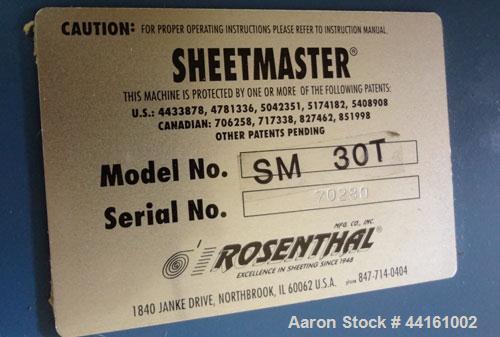 CAUTION: FOR PROPER OPERATING INSTRUCTIONS PLEASE REFER TO INSTRUCTION MANUAL.
SHEETMASTER®
THIS MACHINE IS PROTECTED BY ONE OR MORE OF THE FOLLOWING PATENTS:
U.S.: 4433878, 4781336, 5042351, 5174182, 5408908
CANADIAN: 706258, 717338, 827462, 851998
OTHER PATENTS PENDING
Model No. SM 30T
Serial No. 70230
MFG. CO., INC.
ROSENTHAL®
EXCELLENCE IN SHEETING SINCE 1948
1840 JANKE DRIVE, NORTHBROOK, IL 60062 U.S.A. phone 847-714-0404
Aaron Stock # 44161002